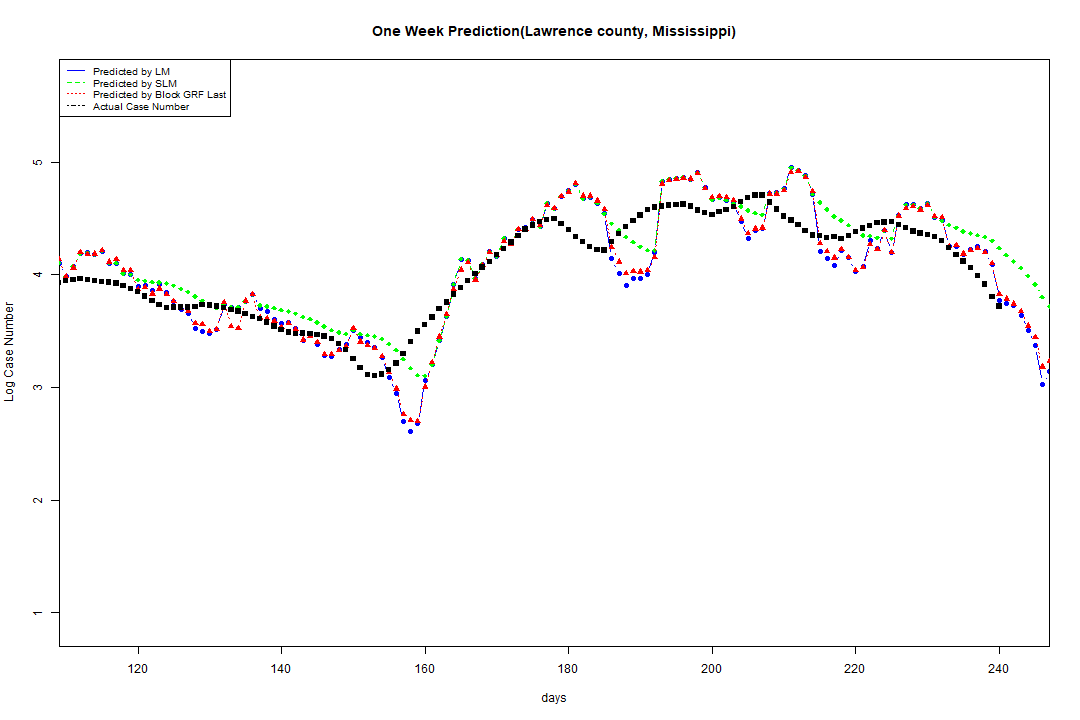 One Week Prediction(Lawrence county, Mississippi)
Predicted by LM
Predicted by SLM
Predicted by Block GRF Last
Actual Case Number
5
4
3
2
1
Log Case Number
120 140 160 180 200 220 240
days